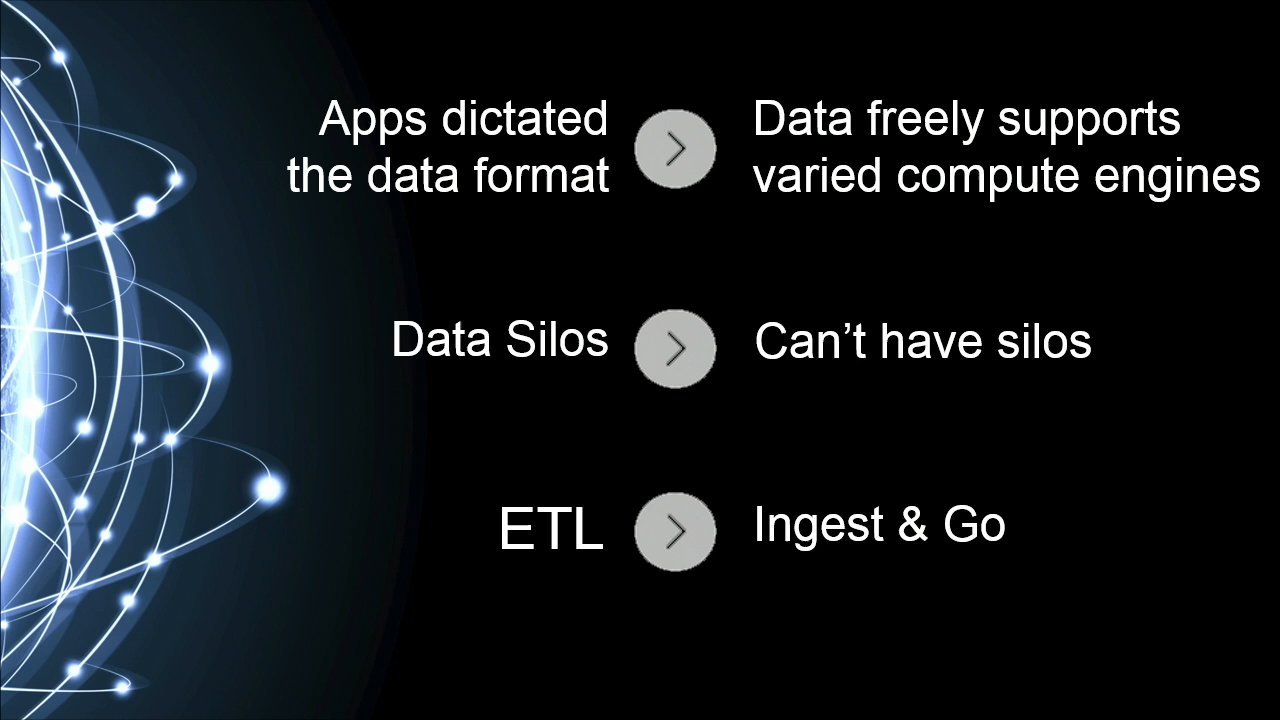 Apps dictated
the data format
Data freely supports
varied compute engines
Data Silos
Can’t have silos
ETL
Ingest & Go